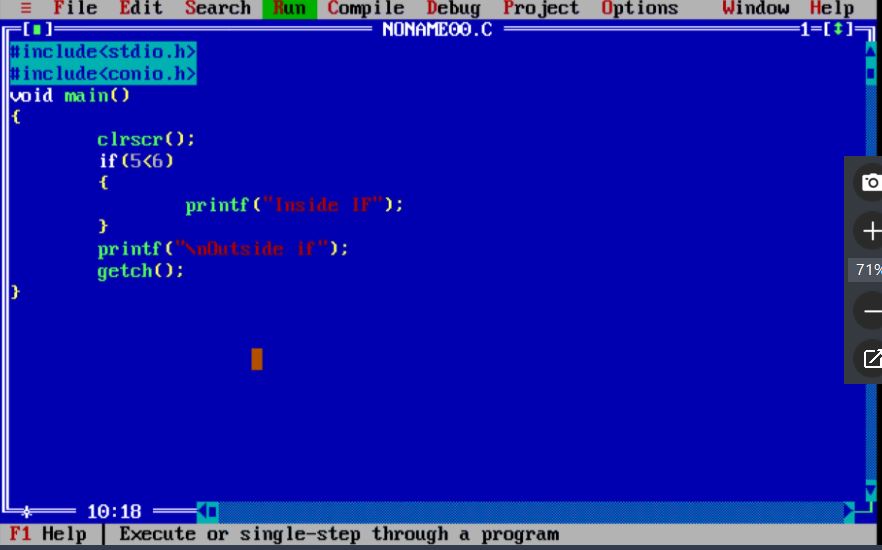 ≡ File Edit Search Run Compile Debug Project Options Window Help
[■] NONAME00.C 1=[↕]
#include<stdio.h>
#include<conio.h>
void main()
{
clrscr();
if(5<6)
{
printf("Inside IF");
}
printf("\nOutside if");
getch();
}
71%
10:18
F1 Help | Execute or single-step through a program